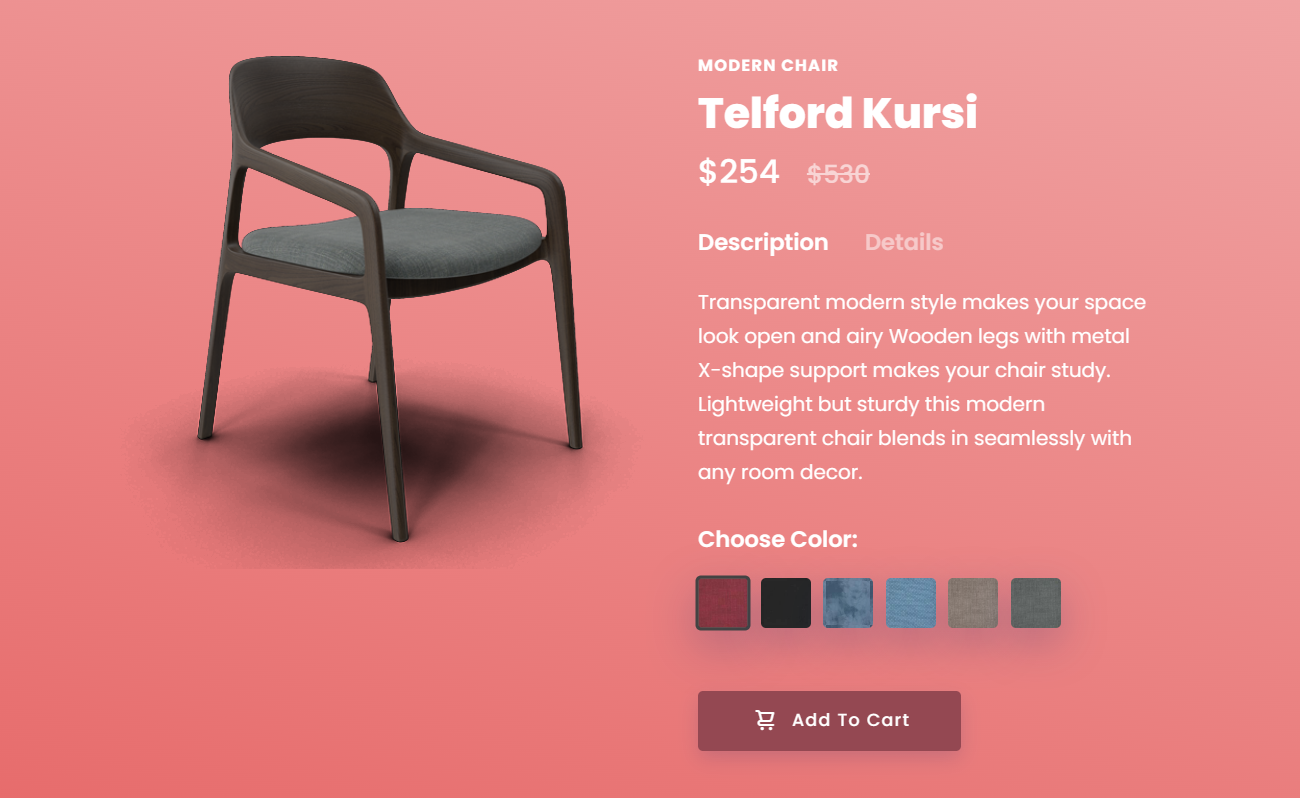 MODERN CHAIR
Telford Kursi
$254 $530
Description Details
Transparent modern style makes your space
look open and airy Wooden legs with metal
X-shape support makes your chair study.
Lightweight but sturdy this modern
transparent chair blends in seamlessly with
any room decor.
Choose Color:
Add To Cart